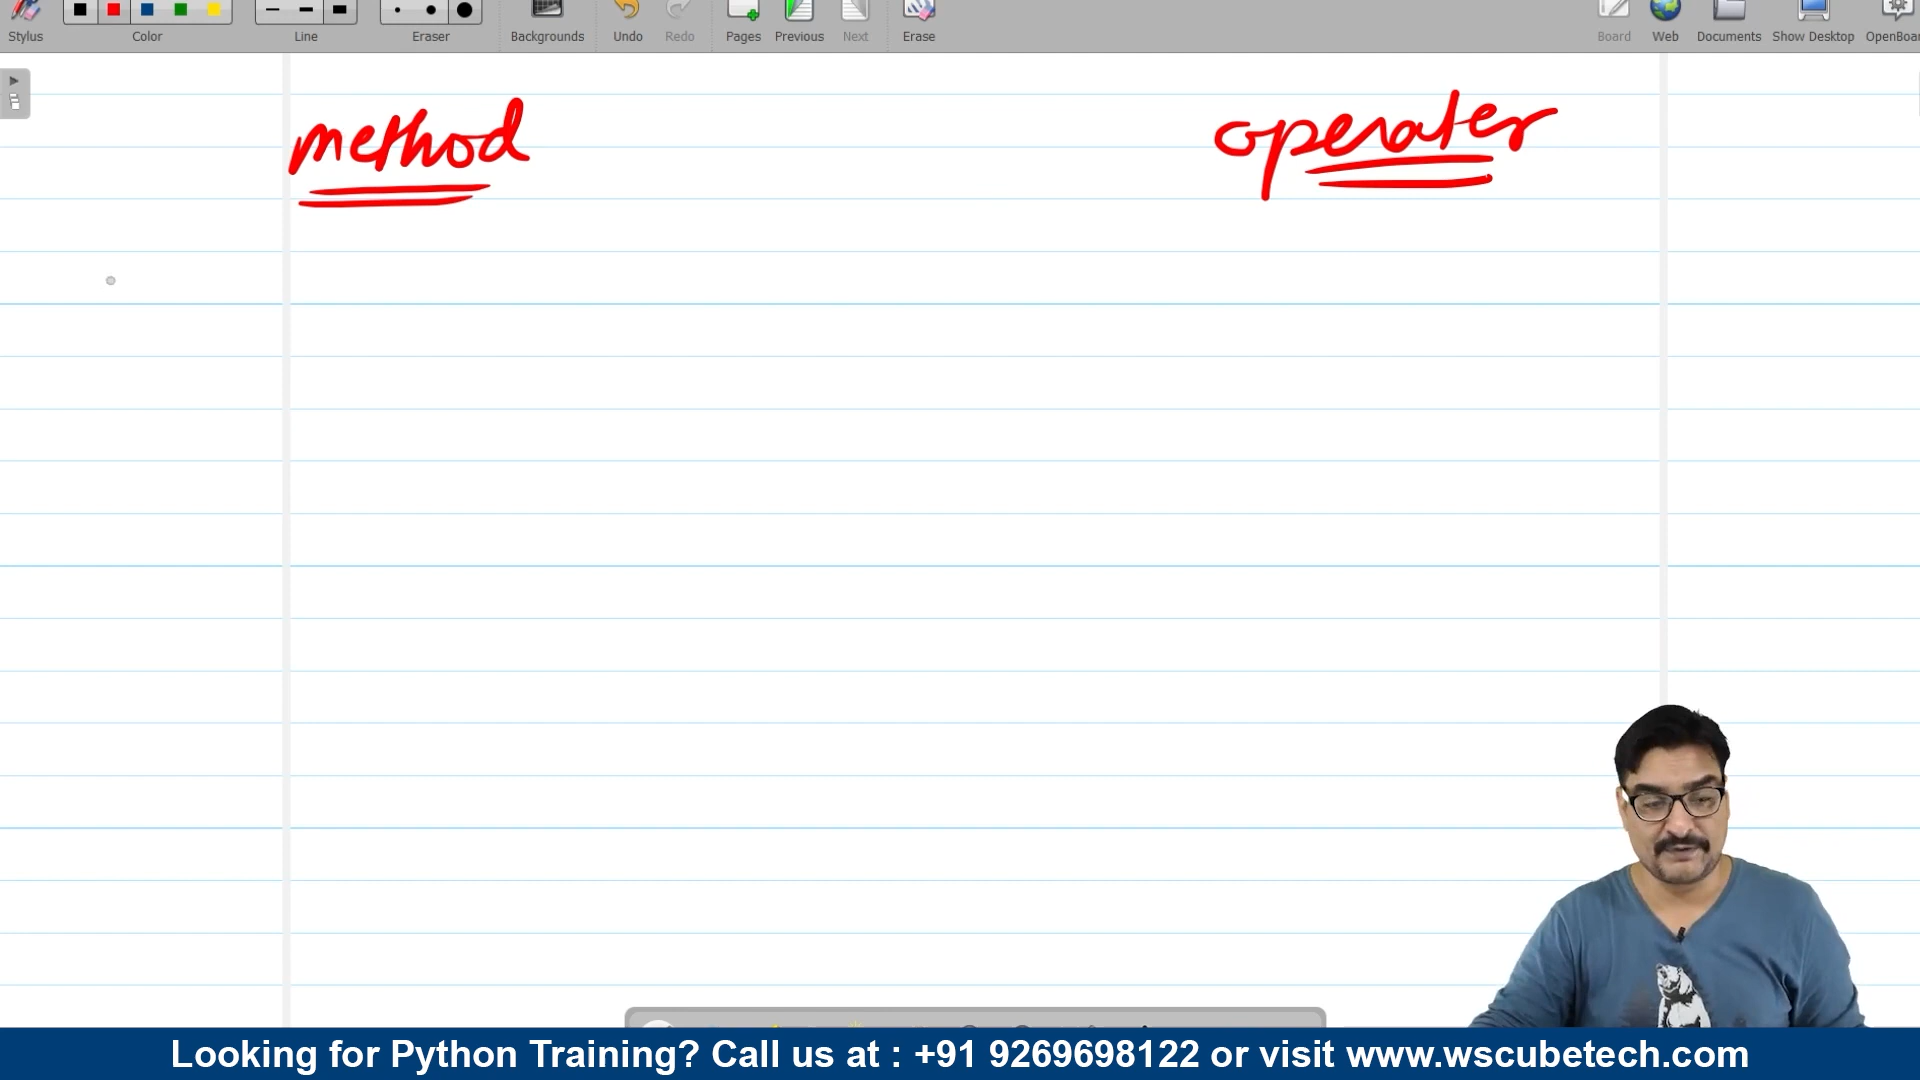 Stylus Color Line Eraser Backgrounds Undo Redo Pages Previous Next Erase Board Web Documents Show Desktop OpenBoar
method operater
Looking for Python Training? Call us at : +91 9269698122 or visit www.wscubetech.com